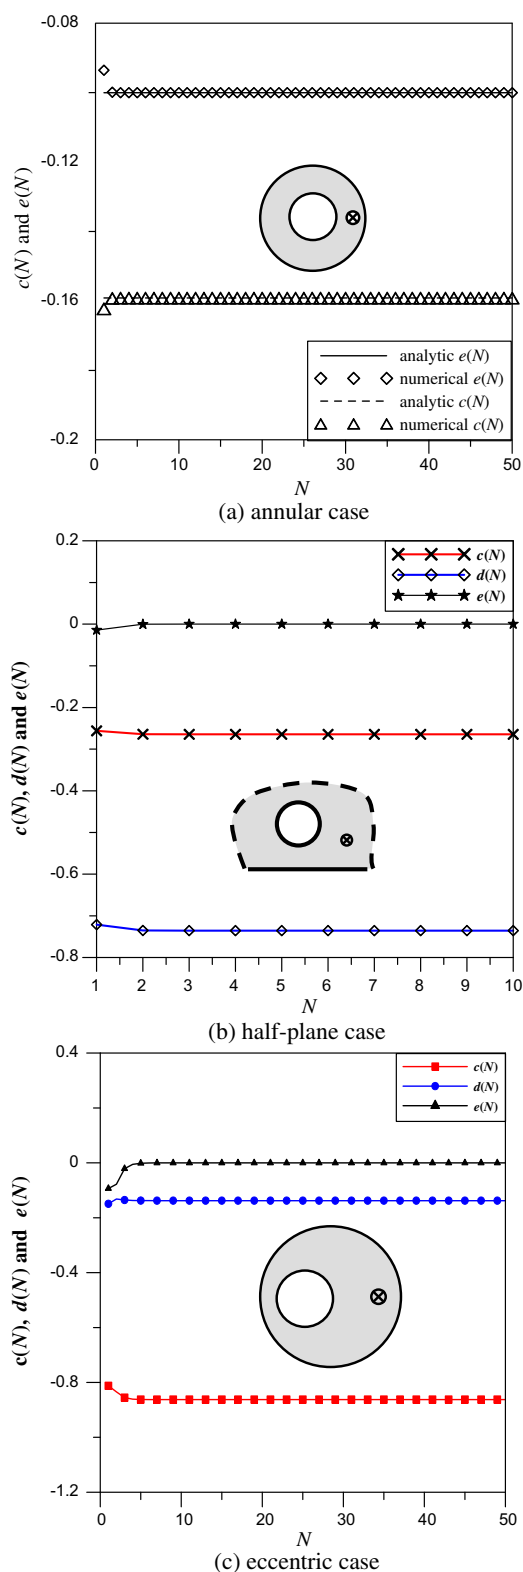 -0.08
-0.12
-0.16
-0.2
c(N) and e(N)
analytic e(N)
numerical e(N)
analytic c(N)
numerical c(N)
0 10 20 30 40 50
N
(a) annular case
0.2
0
-0.2
-0.4
-0.6
-0.8
c(N), d(N) and e(N)
c(N)
d(N)
e(N)
1 2 3 4 5 6 7 8 9 10
N
(b) half-plane case
0.4
0
-0.4
-0.8
-1.2
c(N), d(N) and e(N)
c(N)
d(N)
e(N)
0 10 20 30 40 50
N
(c) eccentric case